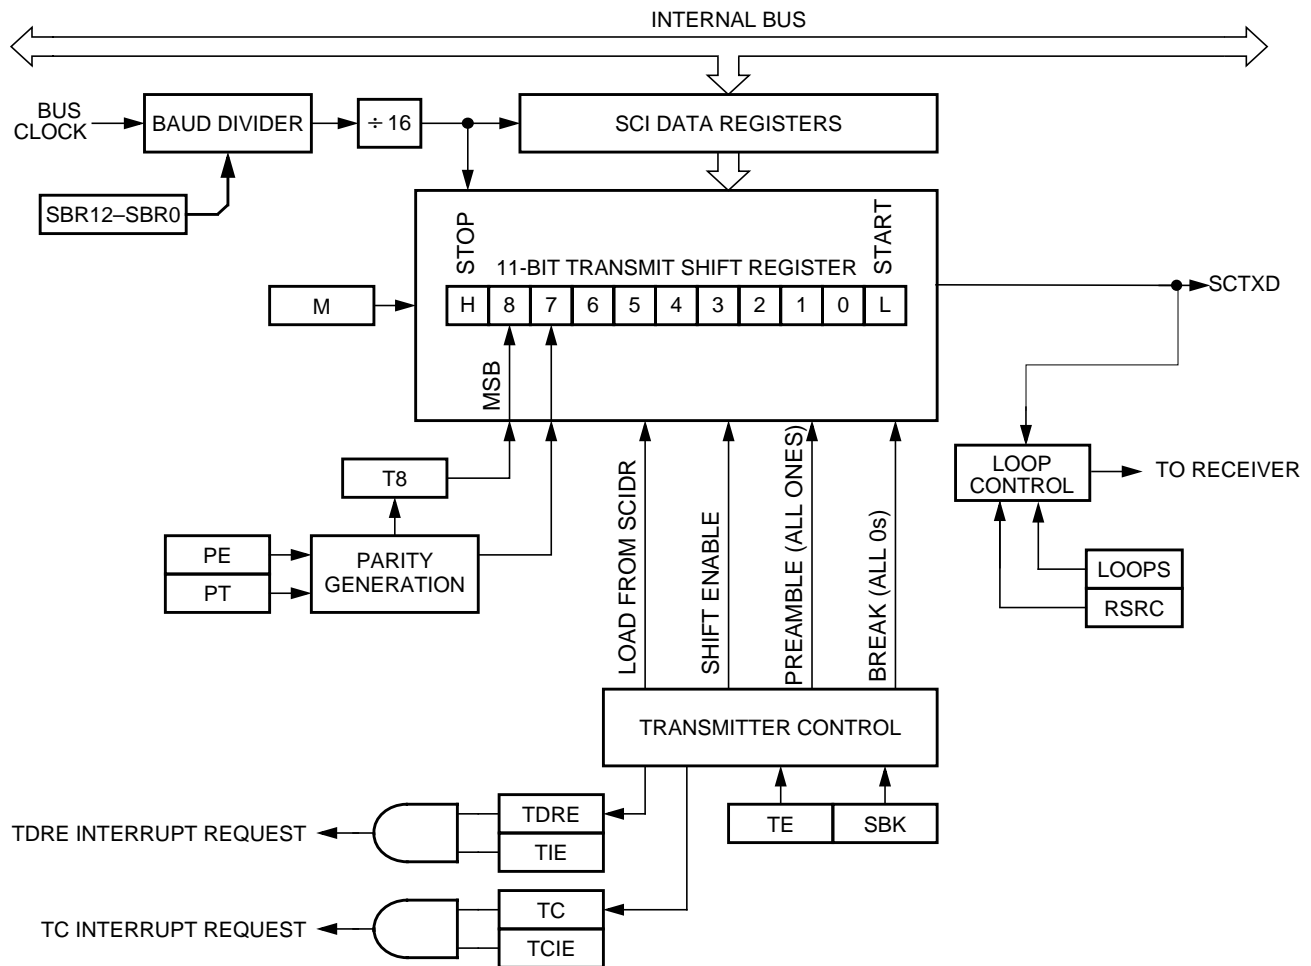 INTERNAL BUS
BUS
CLOCK
BAUD DIVIDER
÷ 16
SCI DATA REGISTERS
SBR12–SBR0
STOP
START
11-BIT TRANSMIT SHIFT REGISTER
H 8 7 6 5 4 3 2 1 0 L
M
SCTXD
MSB
T8
LOOP
CONTROL
TO RECEIVER
PE
PT
PARITY
GENERATION
LOAD FROM SCIDR
SHIFT ENABLE
PREAMBLE (ALL ONES)
BREAK (ALL 0s)
LOOPS
RSRC
TRANSMITTER CONTROL
TDRE INTERRUPT REQUEST
TDRE
TIE
TE
SBK
TC INTERRUPT REQUEST
TC
TCIE